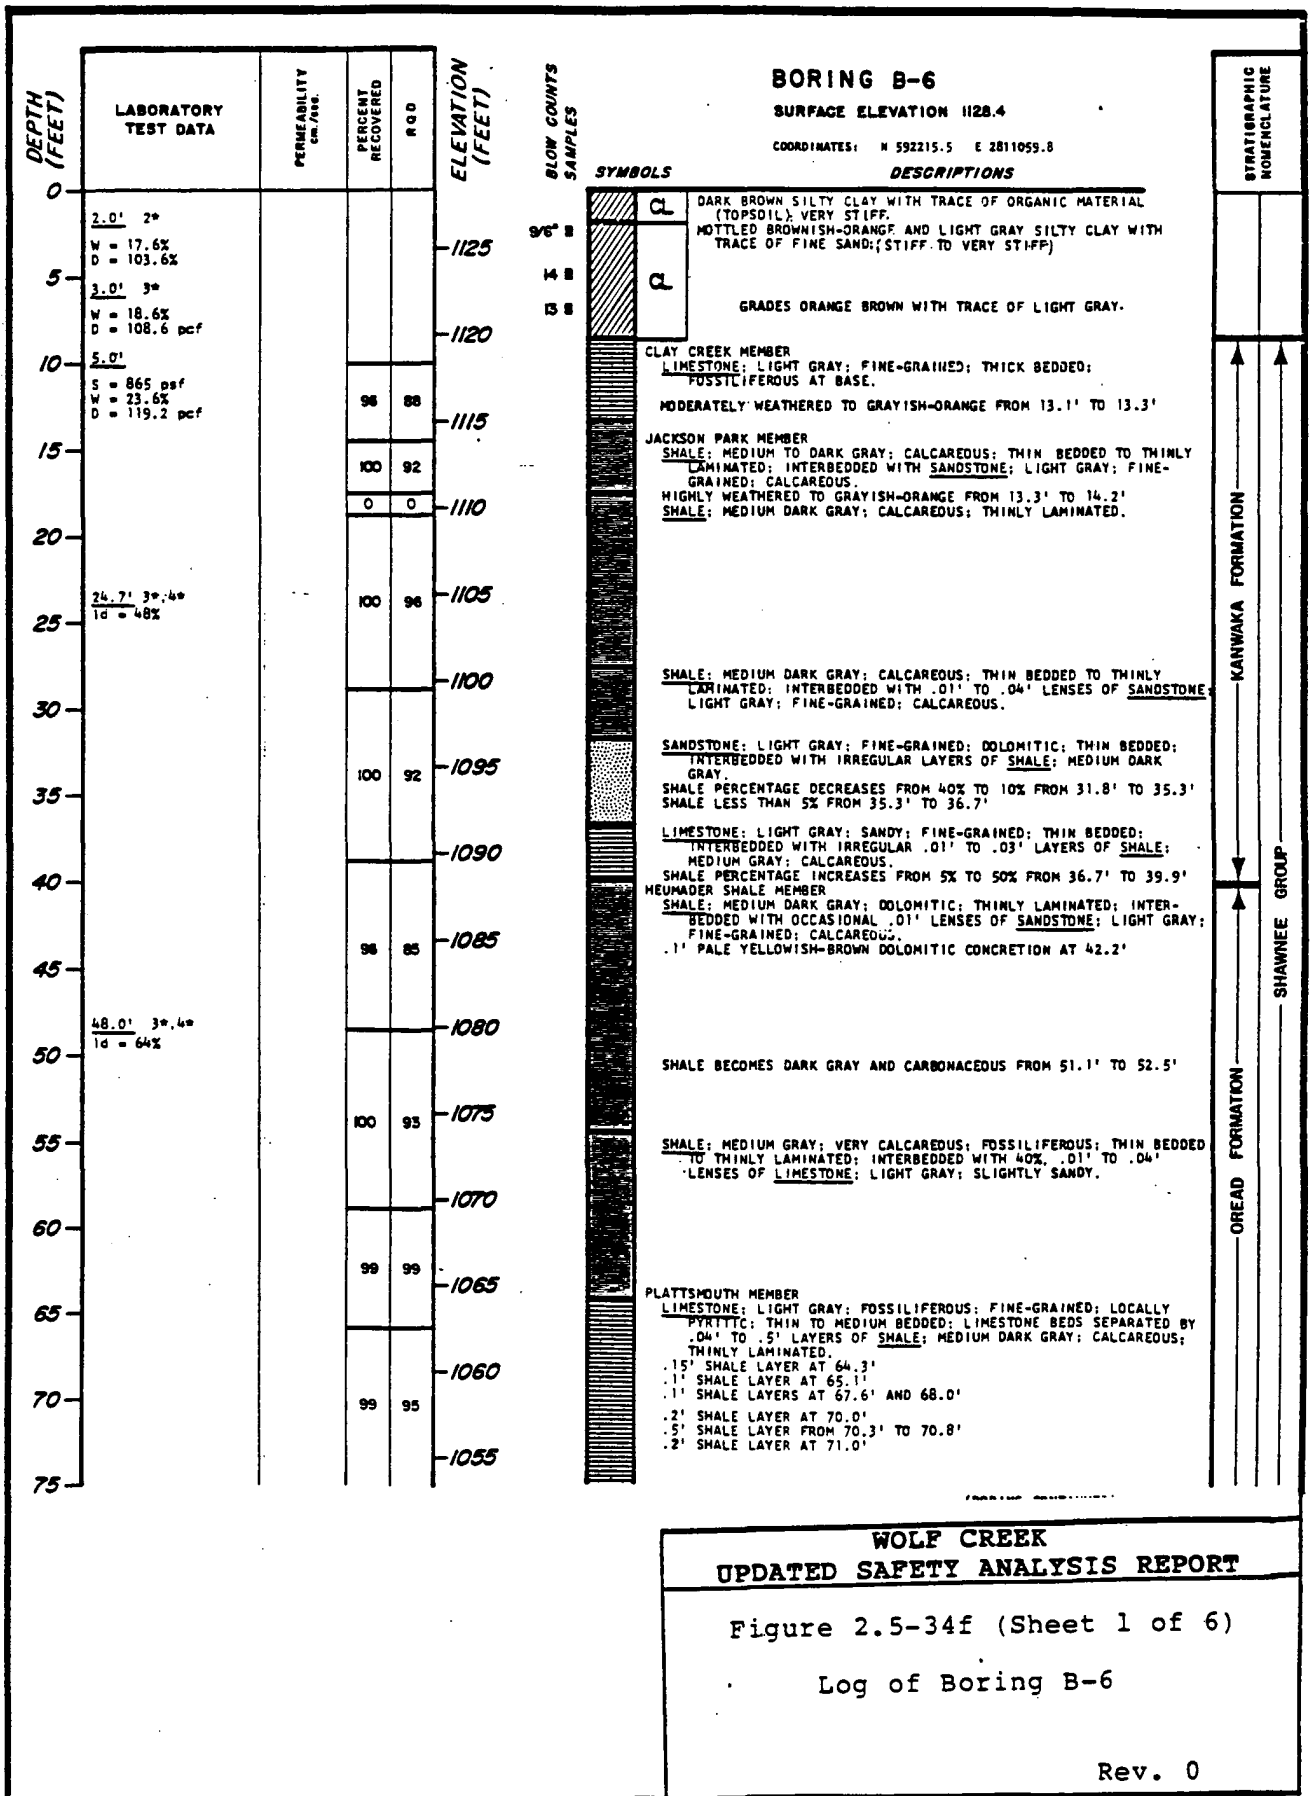 BORING B-6
SURFACE ELEVATION 1128.4
COORDINATES: N 592215.5 E 2811059.8
DEPTH (FEET)
LABORATORY TEST DATA
PERMEABILITY cm./sec.
PERCENT RECOVERED
RQD
ELEVATION (FEET)
BLOW COUNTS
SAMPLES
SYMBOLS
DESCRIPTIONS
STRATIGRAPHIC NOMENCLATURE
0
5
10
15
20
25
30
35
40
45
50
55
60
65
70
75
2.0' 2*
W = 17.6%
D = 103.6%
3.0' 3*
W = 18.6%
D = 108.6 pcf
5.0'
S = 865 psf
W = 23.6%
D = 119.2 pcf
24.7' 3*,4*
Id = 48%
48.0' 3*,4*
Id = 64%
98 88
100 92
0 0
100 96
100 92
98 85
100 93
99 99
99 95
1125
1120
1115
1110
1105
1100
1095
1090
1085
1080
1075
1070
1065
1060
1055
9/6"
14
13
CL
CL
DARK BROWN SILTY CLAY WITH TRACE OF ORGANIC MATERIAL
(TOPSOIL); VERY STIFF.
MOTTLED BROWNISH-ORANGE AND LIGHT GRAY SILTY CLAY WITH
TRACE OF FINE SAND;(STIFF TO VERY STIFF)
GRADES ORANGE BROWN WITH TRACE OF LIGHT GRAY.
CLAY CREEK MEMBER
LIMESTONE; LIGHT GRAY; FINE-GRAINED; THICK BEDDED;
FOSSILIFEROUS AT BASE.
MODERATELY WEATHERED TO GRAYISH-ORANGE FROM 13.1' TO 13.3'
JACKSON PARK MEMBER
SHALE; MEDIUM TO DARK GRAY; CALCAREOUS; THIN BEDDED TO THINLY
LAMINATED; INTERBEDDED WITH SANDSTONE; LIGHT GRAY; FINE-
GRAINED; CALCAREOUS.
HIGHLY WEATHERED TO GRAYISH-ORANGE FROM 13.3' TO 14.2'
SHALE; MEDIUM DARK GRAY; CALCAREOUS; THINLY LAMINATED.
SHALE; MEDIUM DARK GRAY; CALCAREOUS; THIN BEDDED TO THINLY
LAMINATED; INTERBEDDED WITH .01' TO .04' LENSES OF SANDSTONE;
LIGHT GRAY; FINE-GRAINED; CALCAREOUS.
SANDSTONE; LIGHT GRAY; FINE-GRAINED; DOLOMITIC; THIN BEDDED;
INTERBEDDED WITH IRREGULAR LAYERS OF SHALE; MEDIUM DARK
GRAY.
SHALE PERCENTAGE DECREASES FROM 40% TO 10% FROM 31.8' TO 35.3'
SHALE LESS THAN 5% FROM 35.3' TO 36.7'
LIMESTONE; LIGHT GRAY; SANDY; FINE-GRAINED; THIN BEDDED;
INTERBEDDED WITH IRREGULAR .01' TO .03' LAYERS OF SHALE;
MEDIUM GRAY; CALCAREOUS.
SHALE PERCENTAGE INCREASES FROM 5% TO 50% FROM 36.7' TO 39.9'
HEUMADER SHALE MEMBER
SHALE; MEDIUM DARK GRAY; DOLOMITIC; THINLY LAMINATED; INTER-
BEDDED WITH OCCASIONAL .01' LENSES OF SANDSTONE; LIGHT GRAY;
FINE-GRAINED; CALCAREOUS.
.1' PALE YELLOWISH-BROWN DOLOMITIC CONCRETION AT 42.2'
SHALE BECOMES DARK GRAY AND CARBONACEOUS FROM 51.1' TO 52.5'
SHALE; MEDIUM GRAY; VERY CALCAREOUS; FOSSILIFEROUS; THIN BEDDED
TO THINLY LAMINATED; INTERBEDDED WITH 40%, .01' TO .04'
LENSES OF LIMESTONE; LIGHT GRAY; SLIGHTLY SANDY.
PLATTSMOUTH MEMBER
LIMESTONE; LIGHT GRAY; FOSSILIFEROUS; FINE-GRAINED; LOCALLY
PYRITIC; THIN TO MEDIUM BEDDED; LIMESTONE BEDS SEPARATED BY
.04' TO .5' LAYERS OF SHALE; MEDIUM DARK GRAY; CALCAREOUS;
THINLY LAMINATED.
.15' SHALE LAYER AT 64.3'
.1' SHALE LAYER AT 65.1'
.1' SHALE LAYERS AT 67.6' AND 68.0'
.2' SHALE LAYER AT 70.0'
.5' SHALE LAYER FROM 70.3' TO 70.8'
.2' SHALE LAYER AT 71.0'
KANWAKA FORMATION
OREAD FORMATION
SHAWNEE GROUP
WOLF CREEK
UPDATED SAFETY ANALYSIS REPORT
Figure 2.5-34f (Sheet 1 of 6)
Log of Boring B-6
Rev. 0